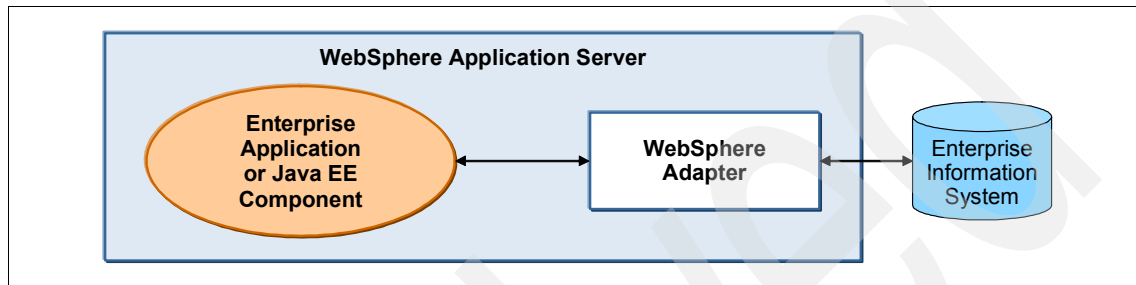 WebSphere Application Server
Enterprise
Application
or Java EE
Component
WebSphere
Adapter
Enterprise
Information
System